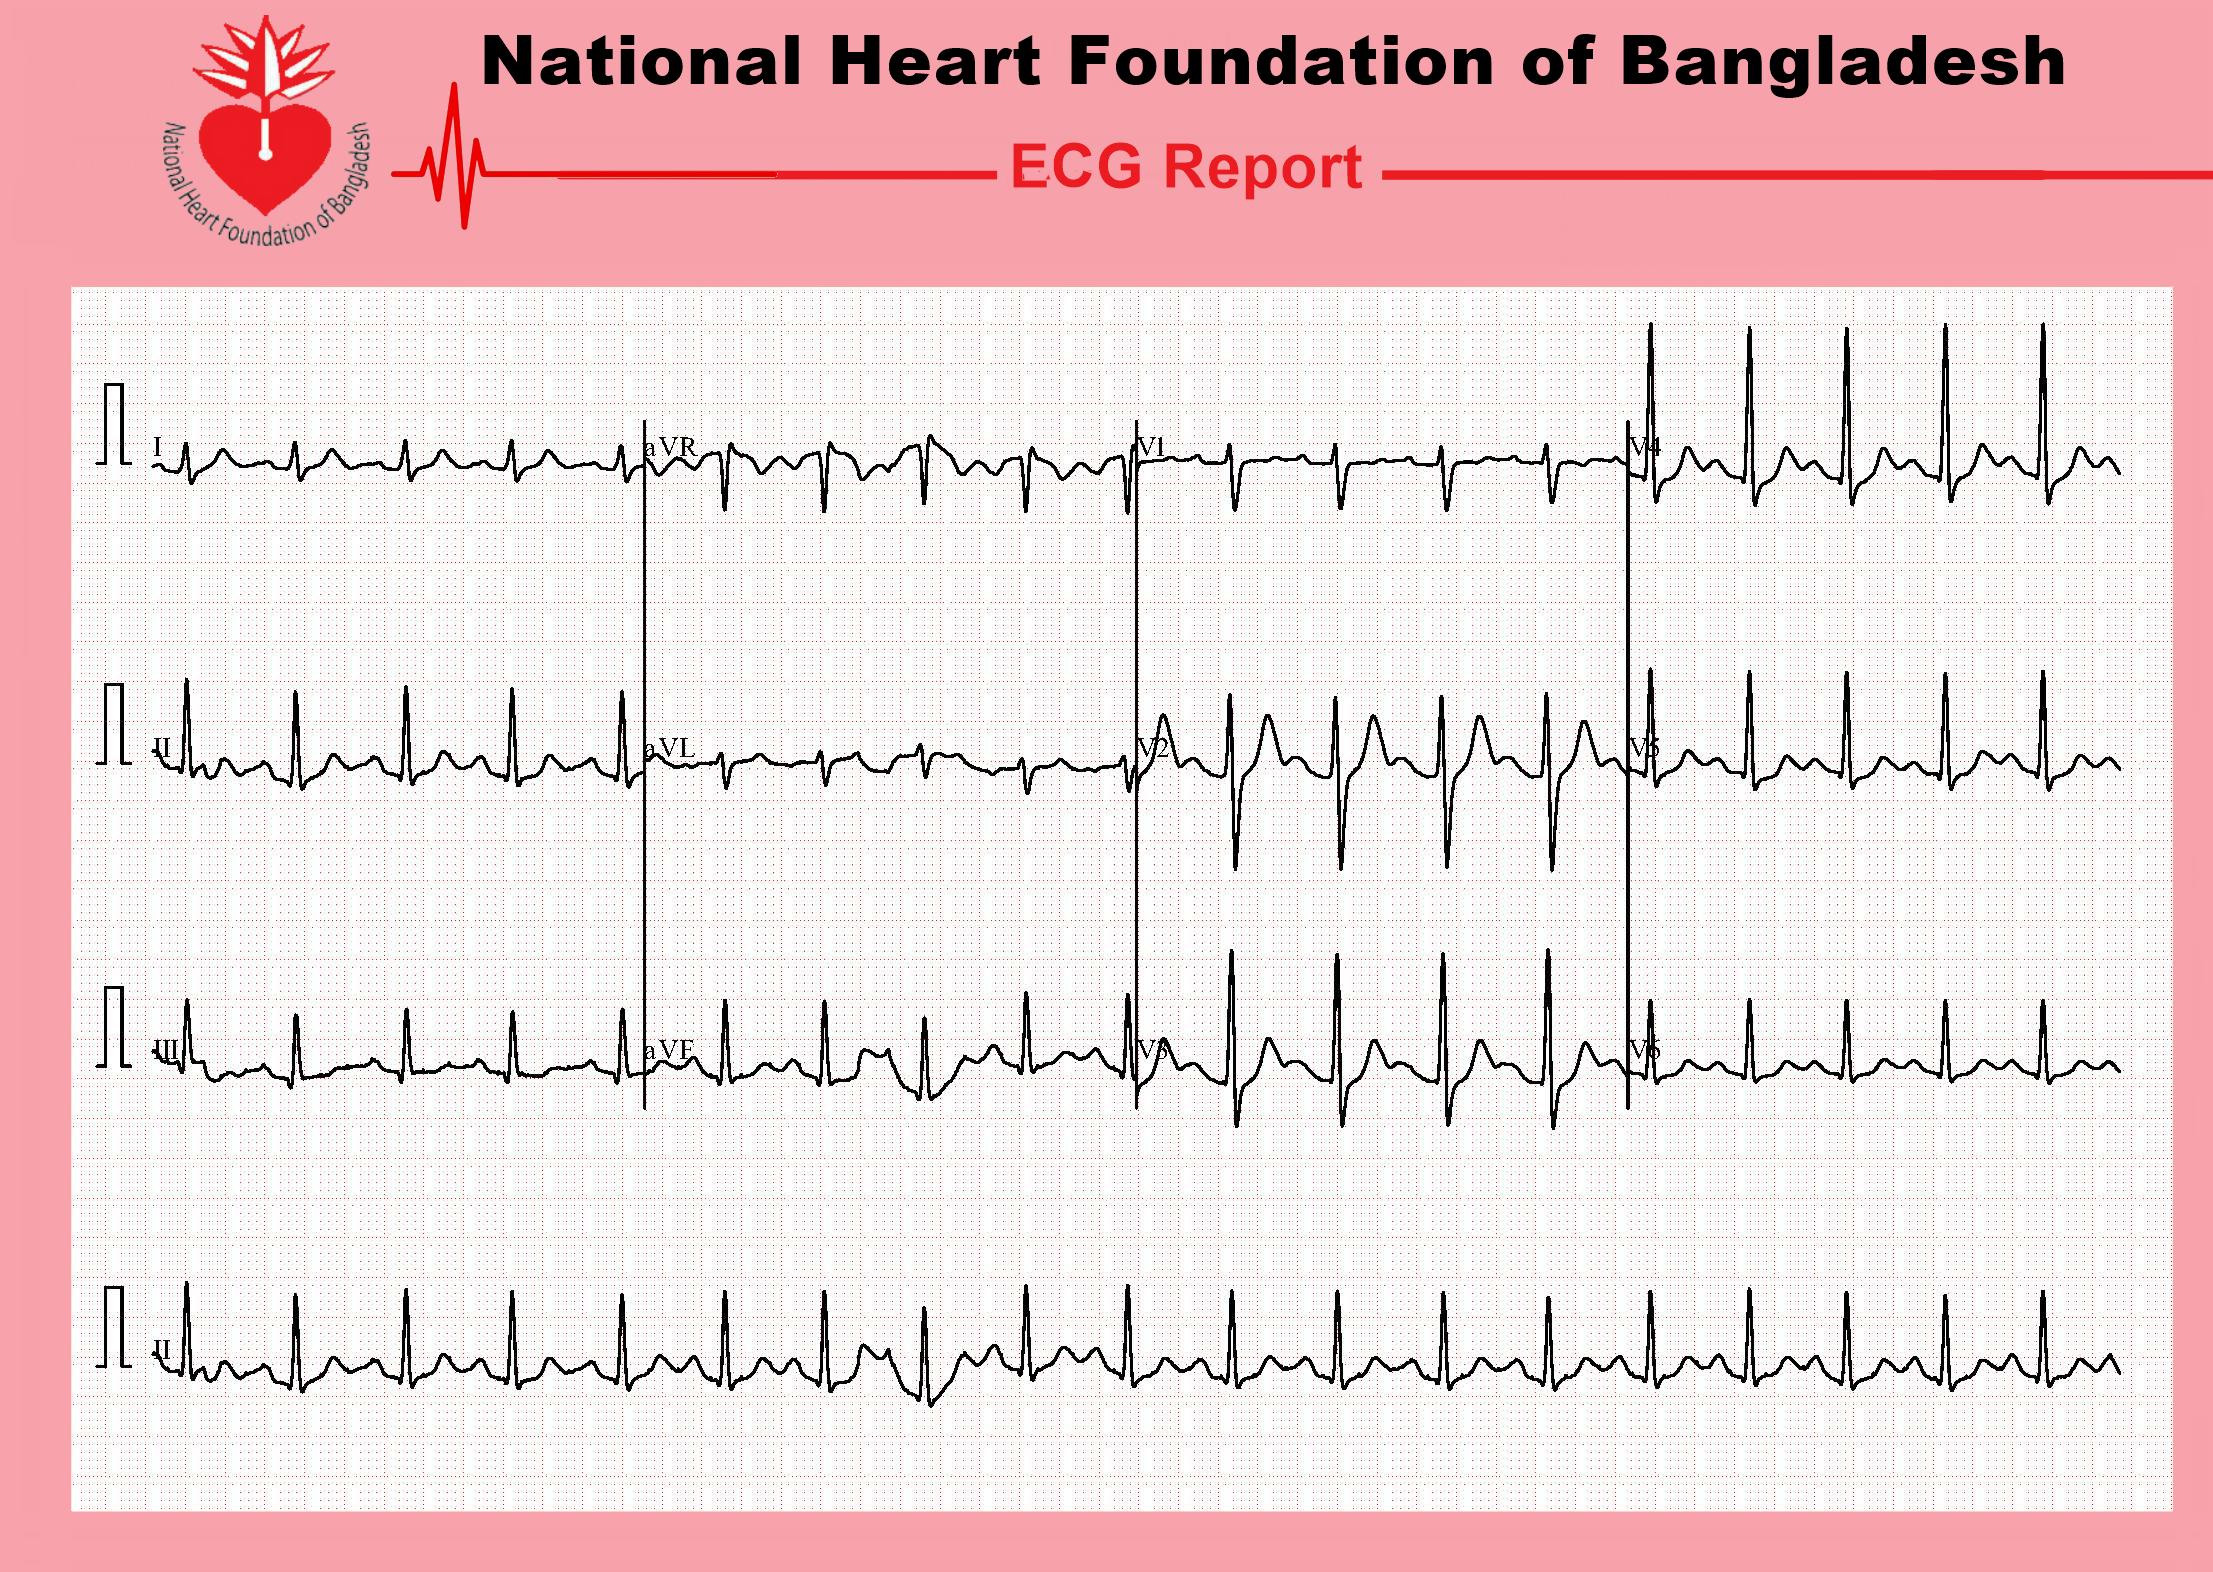 National Heart Foundation of Bangladesh
National Heart Foundation of Bangladesh
ECG Report
I aVR V1 V4
II aVL V2 V5
III aVF V3 V6
II